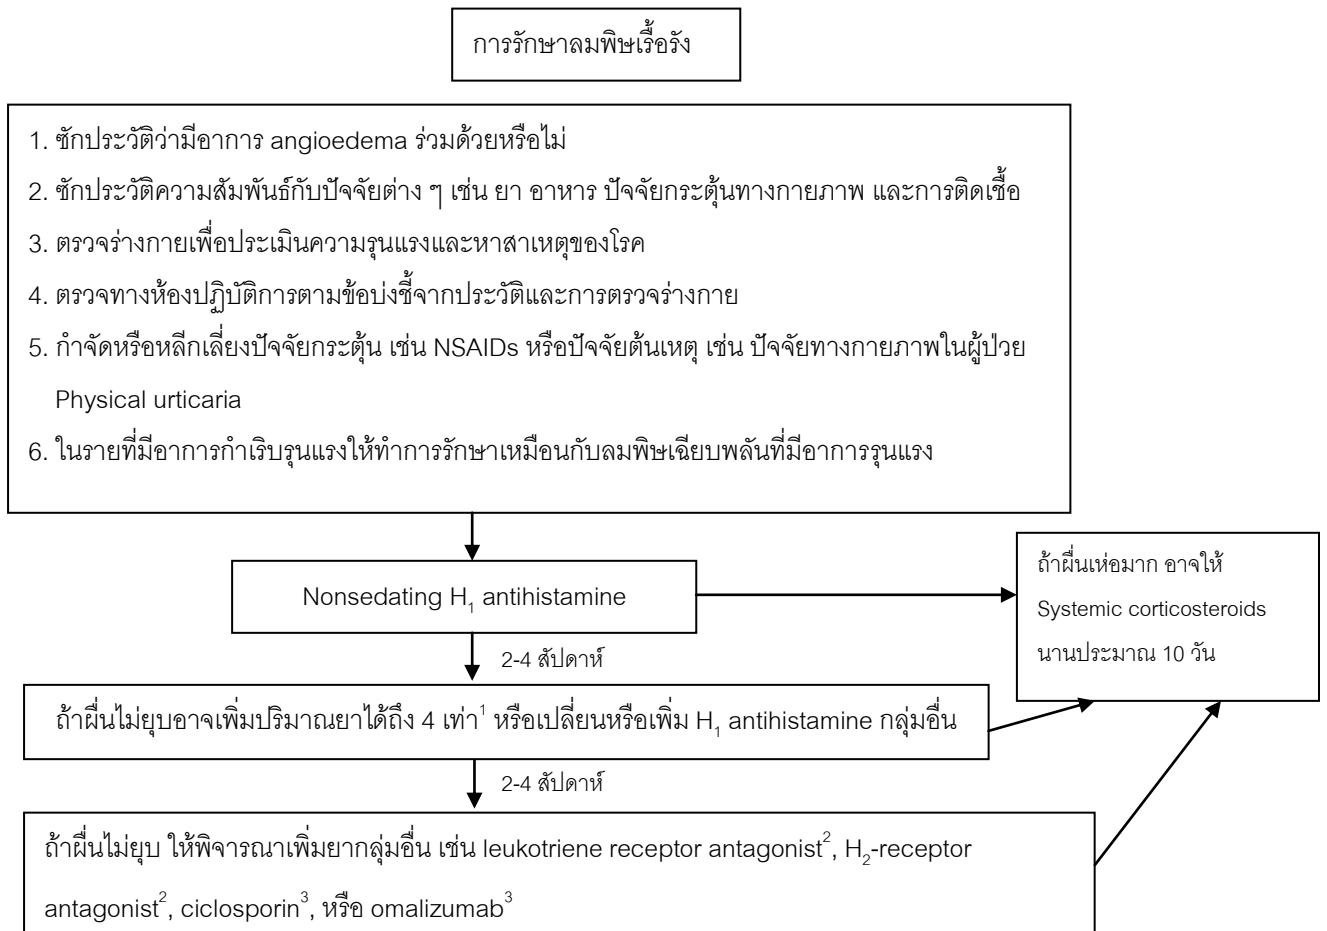 การรักษาลมพิษเรื้อรัง
1. ซักประวัติว่ามีอาการ angioedema ร่วมด้วยหรือไม่
2. ซักประวัติความสัมพันธ์กับปัจจัยต่าง ๆ เช่น ยา อาหาร ปัจจัยกระตุ้นทางกายภาพ และการติดเชื้อ
3. ตรวจร่างกายเพื่อประเมินความรุนแรงและหาสาเหตุของโรค
4. ตรวจทางห้องปฏิบัติการตามข้อบ่งชี้จากประวัติและการตรวจร่างกาย
5. กำจัดหรือหลีกเลี่ยงปัจจัยกระตุ้น เช่น NSAIDs หรือปัจจัยต้นเหตุ เช่น ปัจจัยทางกายภาพในผู้ป่วย
Physical urticaria
6. ในรายที่มีอาการกำเริบรุนแรงให้ทำการรักษาเหมือนกับลมพิษเฉียบพลันที่มีอาการรุนแรง
Nonsedating H₁ antihistamine
ถ้าผื่นเห่อมาก อาจให้
Systemic corticosteroids
นานประมาณ 10 วัน
2-4 สัปดาห์
ถ้าผื่นไม่ยุบอาจเพิ่มปริมาณยาได้ถึง 4 เท่า¹ หรือเปลี่ยนหรือเพิ่ม H₁ antihistamine กลุ่มอื่น
2-4 สัปดาห์
ถ้าผื่นไม่ยุบ ให้พิจารณาเพิ่มยากลุ่มอื่น เช่น leukotriene receptor antagonist², H₂-receptor
antagonist², ciclosporin³, หรือ omalizumab³